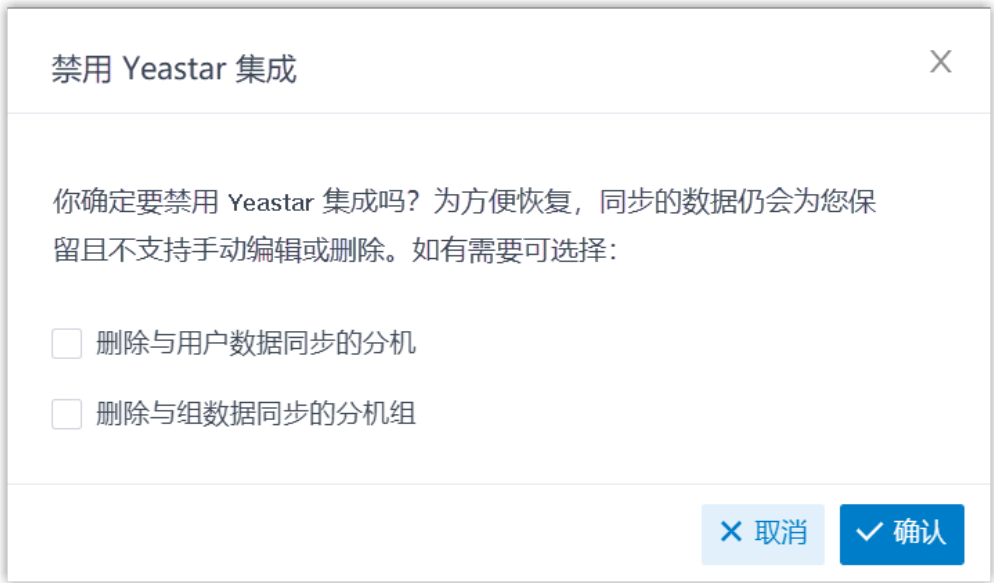 禁用 Yeastar 集成
你确定要禁用 Yeastar 集成吗？为方便恢复，同步的数据仍会为您保
留且不支持手动编辑或删除。如有需要可选择：
删除与用户数据同步的分机
删除与组数据同步的分机组
取消
确认